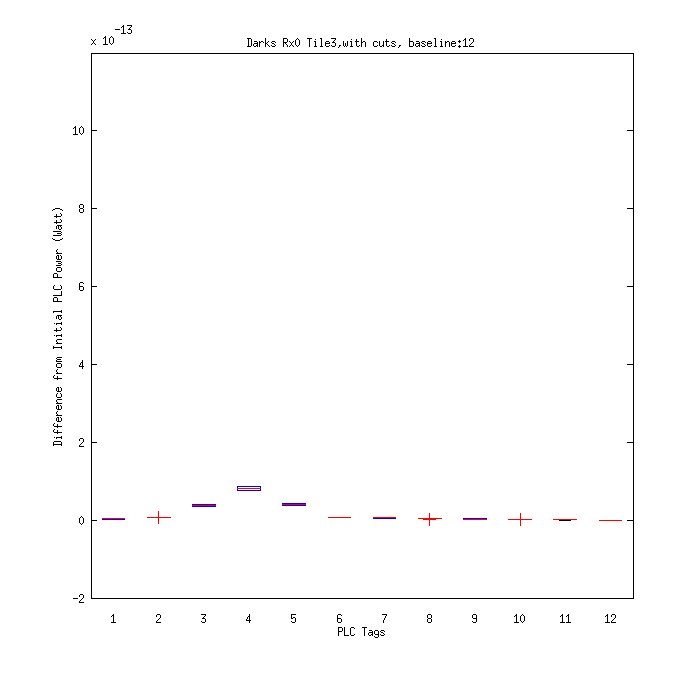 x 10-13
Darks Rx0 Tile3,with cuts, baseline:12
10
8
6
4
2
0
-2
Difference from Initial PLC Power (Watt)
1 2 3 4 5 6 7 8 9 10 11 12
PLC Tags